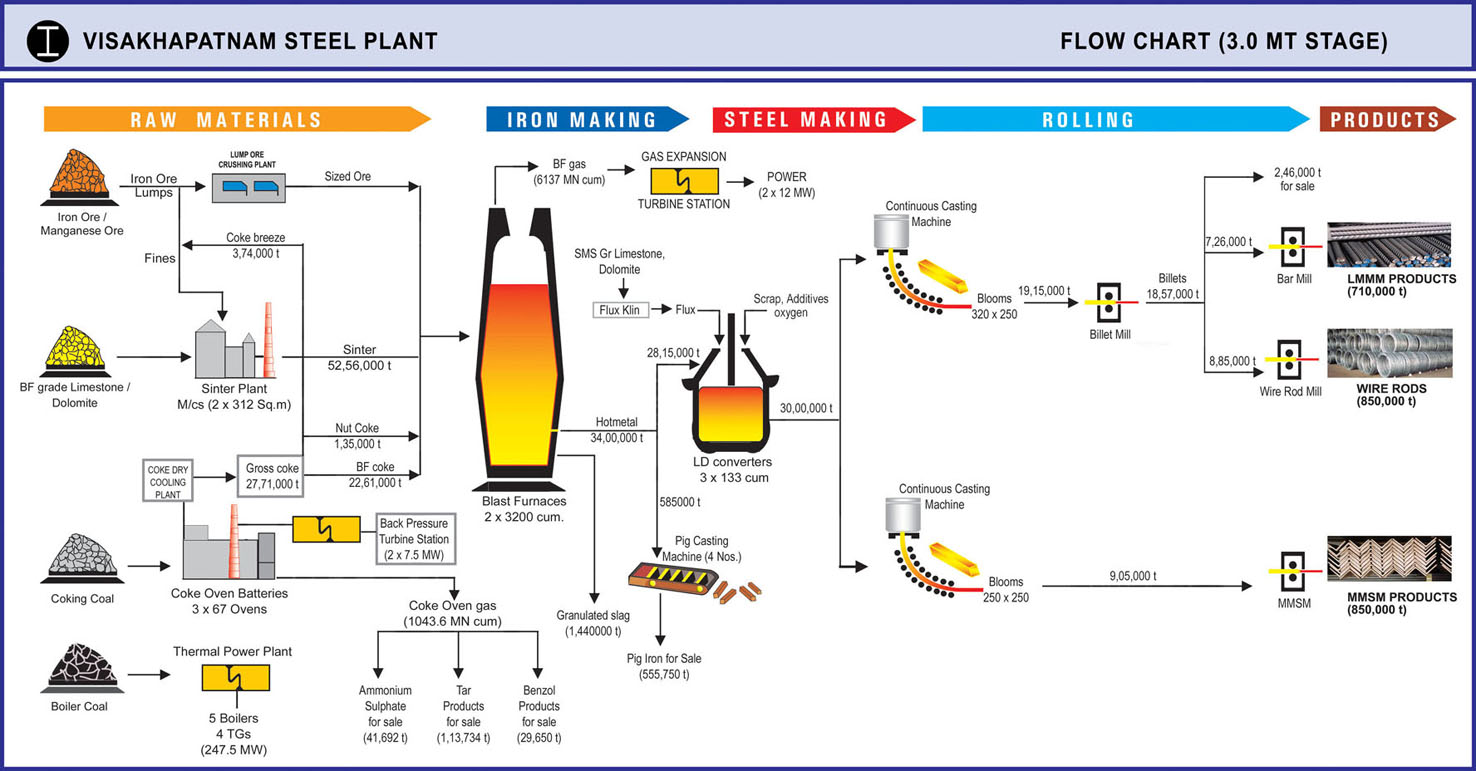 VISAKHAPATNAM STEEL PLANT
FLOW CHART (3.0 MT STAGE)
RAW MATERIALS
IRON MAKING
STEEL MAKING
ROLLING
PRODUCTS
Iron Ore /
Manganese Ore
Iron Ore
Lumps
LUMP ORE
CRUSHING PLANT
Sized Ore
Coke breeze
3,74,000 t
Fines
BF grade Limestone /
Dolomite
Sinter Plant
M/cs (2 x 312 Sq.m)
Sinter
52,56,000 t
Nut Coke
1,35,000 t
COKE DRY
COOLING
PLANT
Gross coke
27,71,000 t
BF coke
22,61,000 t
Back Pressure
Turbine Station
(2 x 7.5 MW)
Coking Coal
Coke Oven Batteries
3 x 67 Ovens
Coke Oven gas
(1043.6 MN cum)
Boiler Coal
Thermal Power Plant
5 Boilers
4 TGs
(247.5 MW)
Ammonium
Sulphate
for sale
(41,692 t)
Tar
Products
for sale
(1,13,734 t)
Benzol
Products
for sale
(29,650 t)
BF gas
(6137 MN cum)
GAS EXPANSION
TURBINE STATION
POWER
(2 x 12 MW)
SMS Gr Limestone,
Dolomite
Flux Klin
Flux
Scrap, Additives
oxygen
28,15,000 t
Hotmetal
34,00,000 t
Blast Furnaces
2 x 3200 cum.
LD converters
3 x 133 cum
30,00,000 t
585000 t
Pig Casting
Machine (4 Nos.)
Granulated slag
(1,440000 t)
Pig Iron for Sale
(555,750 t)
Continuous Casting
Machine
Blooms
320 x 250
19,15,000 t
Billet Mill
Billets
18,57,000 t
2,46,000 t
for sale
7,26,000 t
Bar Mill
LMMM PRODUCTS
(710,000 t)
8,85,000 t
Wire Rod Mill
WIRE RODS
(850,000 t)
Continuous Casting
Machine
Blooms
250 x 250
9,05,000 t
MMSM
MMSM PRODUCTS
(850,000 t)